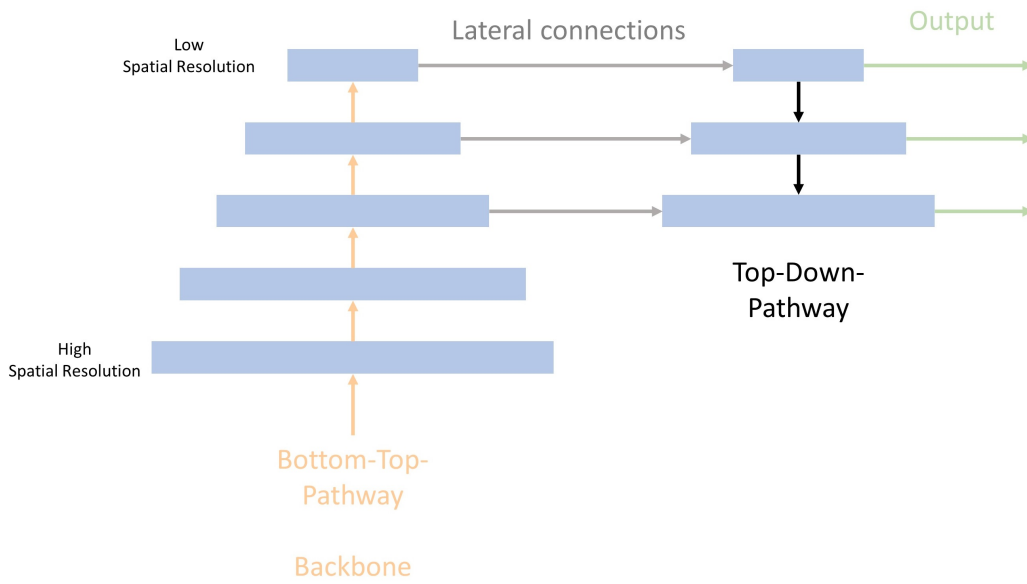 Output
Lateral connections
Low
Spatial Resolution
Top-Down-
Pathway
High
Spatial Resolution
Bottom-Top-
Pathway
Backbone